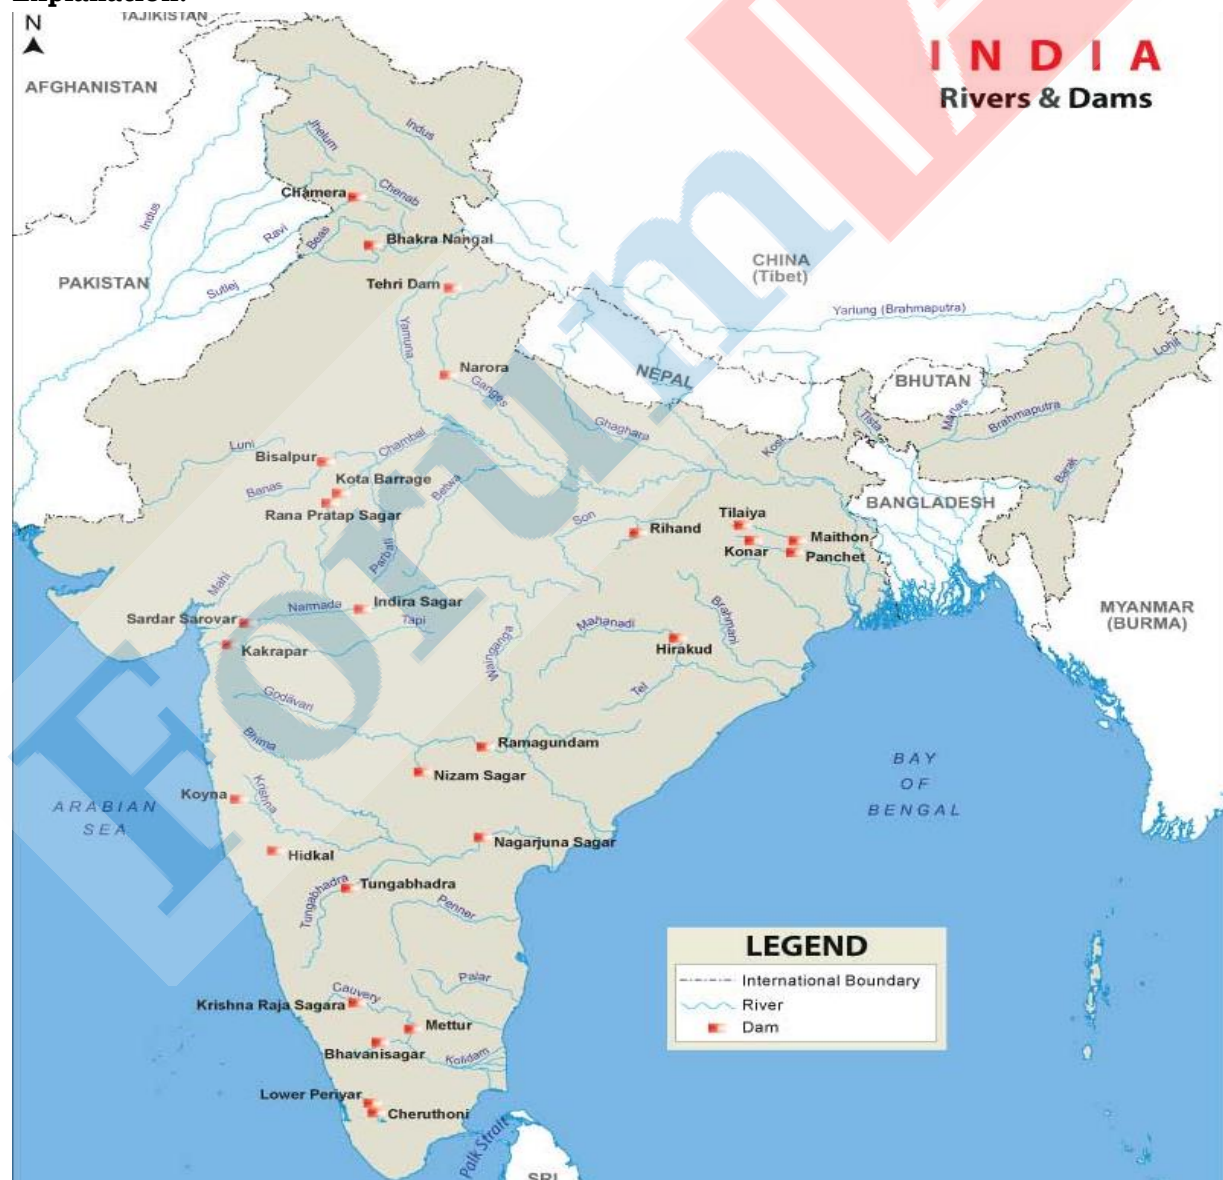 Explanation:
N
TAJIKISTAN
INDIA
Rivers & Dams
AFGHANISTAN
Jhelum
Indus
Chamera
Chenab
Indus
Ravi
Beas
Bhakra Nangal
CHINA
(Tibet)
PAKISTAN
Sutlej
Tehri Dam
Yarlung (Brahmaputra)
Yamuna
Lohit
Narora
NEPAL
BHUTAN
Ganges
Manas
Brahmaputra
Tista
Ghaghara
Luni
Chambal
Kosi
Bisalpur
Barak
Kota Barrage
Banas
Betwa
BANGLADESH
Rana Pratap Sagar
Son
Rihand
Tilaiya
Maithon
Konar
Panchet
Parbati
Mahi
Narmada
Indira Sagar
MYANMAR
(BURMA)
Sardar Sarovar
Tapi
Brahmani
Mahanadi
Kakrapar
Wainganga
Hirakud
Tel
Godavari
Bhima
Ramagundam
BAY
OF
BENGAL
Nizam Sagar
Koyna
Krishna
ARABIAN
SEA
Nagarjuna Sagar
Hidkal
Tungabhadra
Tungabhadra
Penner
LEGEND
International Boundary
River
Dam
Palar
Cauvery
Krishna Raja Sagara
Mettur
Bhavanisagar
Kolidam
Lower Periyar
Cheruthoni
Palk Strait
SRI
ForumIA